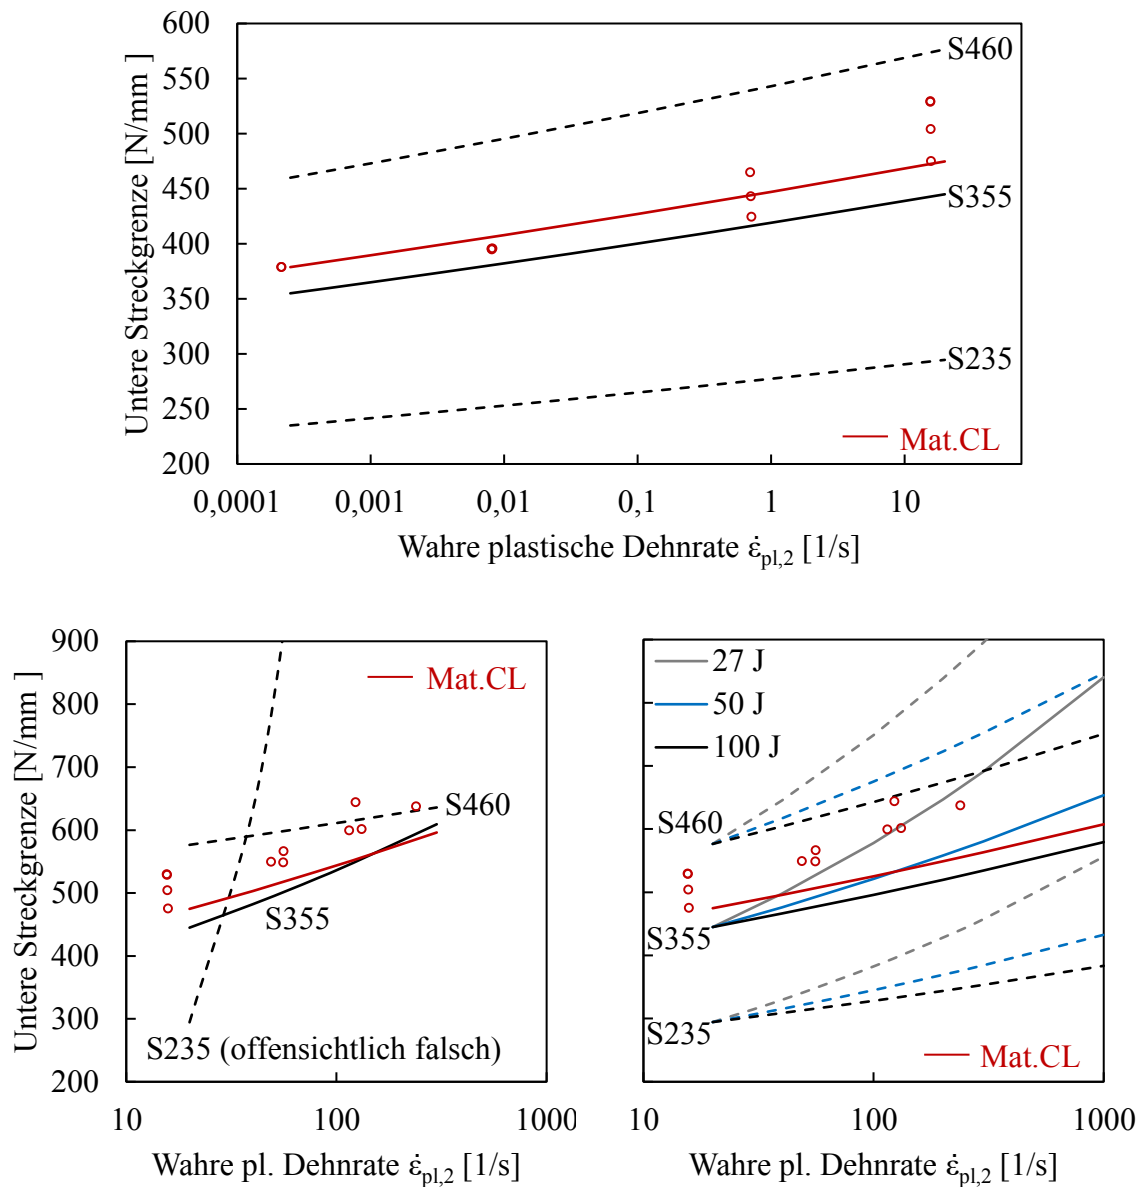 Untere Streckgrenze [N/mm]
600
550
500
450
400
350
300
250
200
S460
S355
S235
Mat.CL
0,0001
0,001
0,01
0,1
1
10
Wahre plastische Dehnrate ε̇pl,2 [1/s]
Untere Streckgrenze [N/mm]
900
800
700
600
500
400
300
200
Mat.CL
S460
S355
S235 (offensichtlich falsch)
10
100
1000
Wahre pl. Dehnrate ε̇pl,2 [1/s]
27 J
50 J
100 J
S460
S355
S235
Mat.CL
10
100
1000
Wahre pl. Dehnrate ε̇pl,2 [1/s]